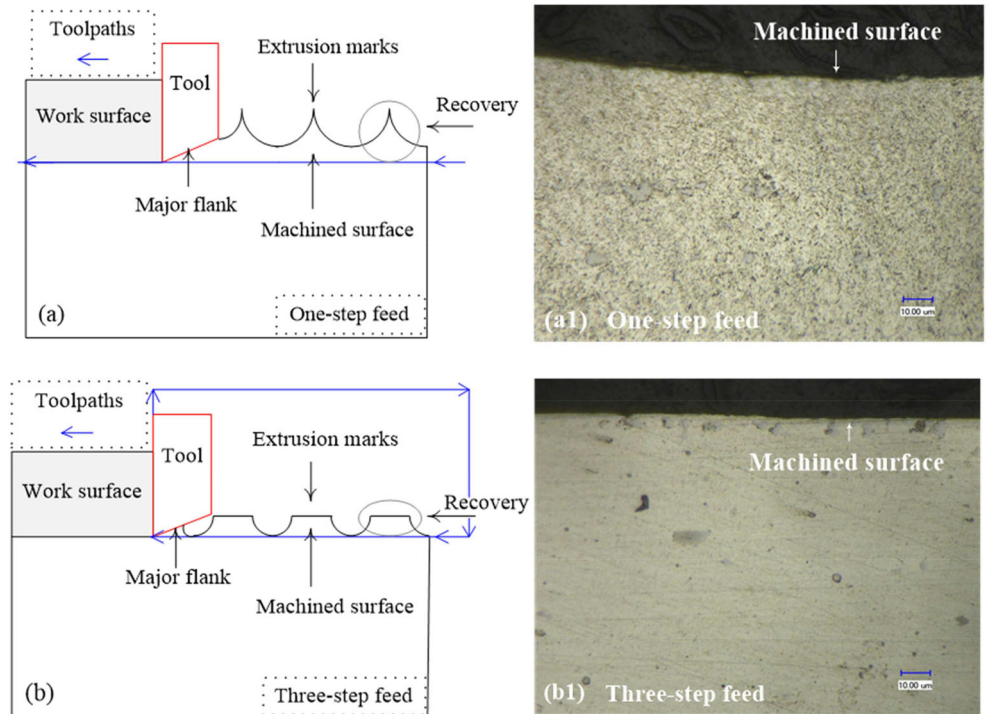 Toolpaths
Extrusion marks
Tool
Work surface
Recovery
Major flank
Machined surface
(a)
One-step feed
Machined surface
10.00 um
(a1) One-step feed
Toolpaths
Extrusion marks
Tool
Work surface
Recovery
Major flank
Machined surface
(b)
Three-step feed
Machined surface
10.00 um
(b1) Three-step feed